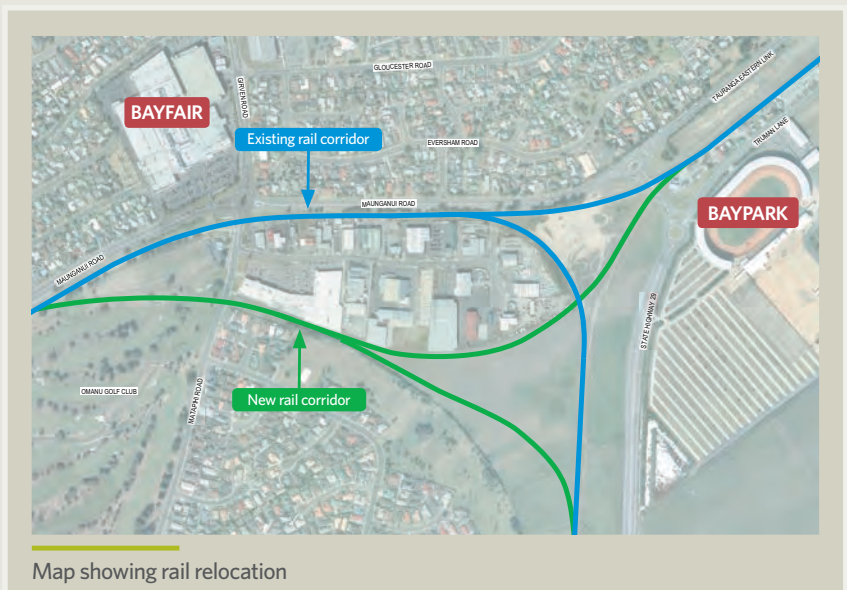 GLOUCESTER ROAD
TAURANGA EASTERN LINK
BAYFAIR
GIRVEN ROAD
Existing rail corridor
EVERSHAM ROAD
TRUMAN LANE
MAUNGANUI ROAD
BAYPARK
MAUNGANUI ROAD
STATE HIGHWAY 29
OMANU GOLF CLUB
MATAPIHI ROAD
New rail corridor
Map showing rail relocation